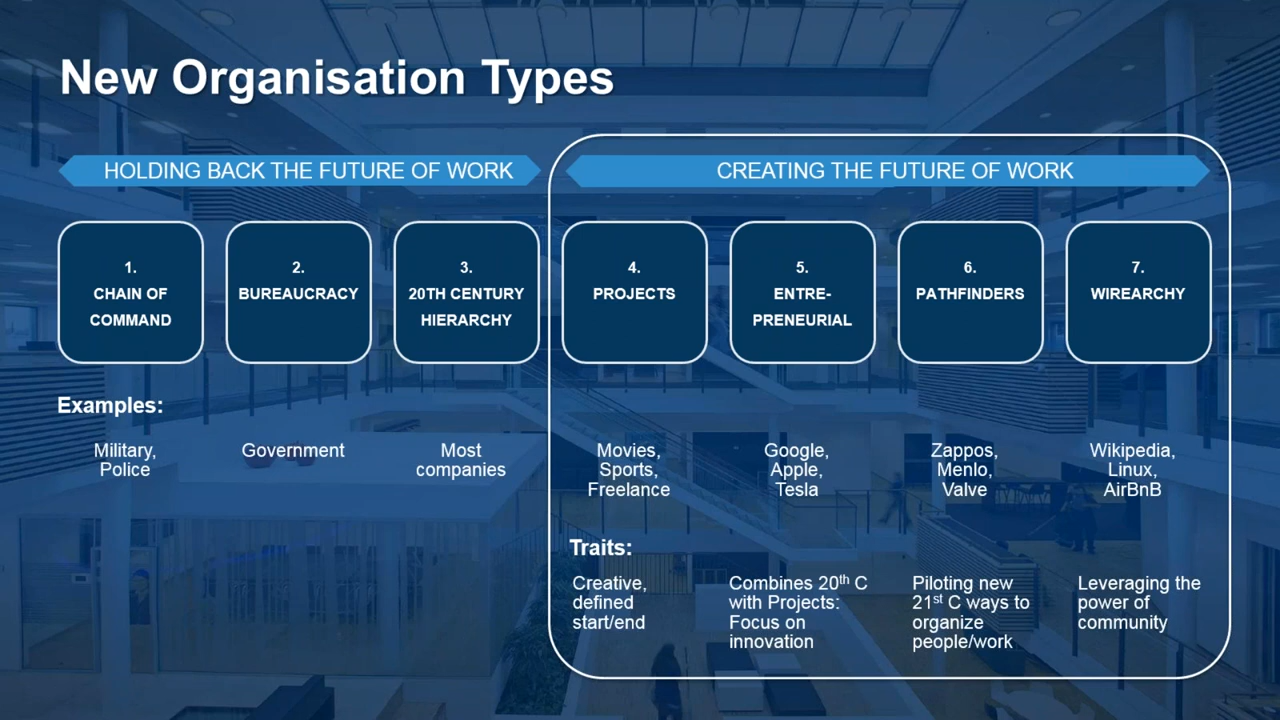 New Organisation Types
HOLDING BACK THE FUTURE OF WORK
CREATING THE FUTURE OF WORK
1.
CHAIN OF
COMMAND
2.
BUREAUCRACY
3.
20TH CENTURY
HIERARCHY
4.
PROJECTS
5.
ENTRE-
PRENEURIAL
6.
PATHFINDERS
7.
WIREARCHY
Examples:
Military,
Police
Government
Most
companies
Movies,
Sports,
Freelance
Google,
Apple,
Tesla
Zappos,
Menlo,
Valve
Wikipedia,
Linux,
AirBnB
Traits:
Creative,
defined
start/end
Combines 20th C
with Projects:
Focus on
innovation
Piloting new
21st C ways to
organize
people/work
Leveraging the
power of
community